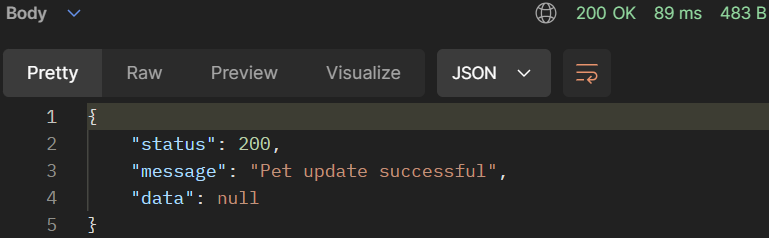 Body 200 OK 89 ms 483 B
Pretty Raw Preview Visualize JSON
1 {
2 "status": 200,
3 "message": "Pet update successful",
4 "data": null
5 }